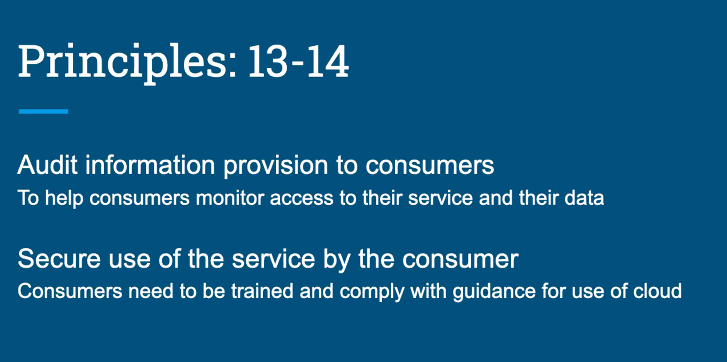 Principles: 13-14
Audit information provision to consumers
To help consumers monitor access to their service and their data
Secure use of the service by the consumer
Consumers need to be trained and comply with guidance for use of cloud